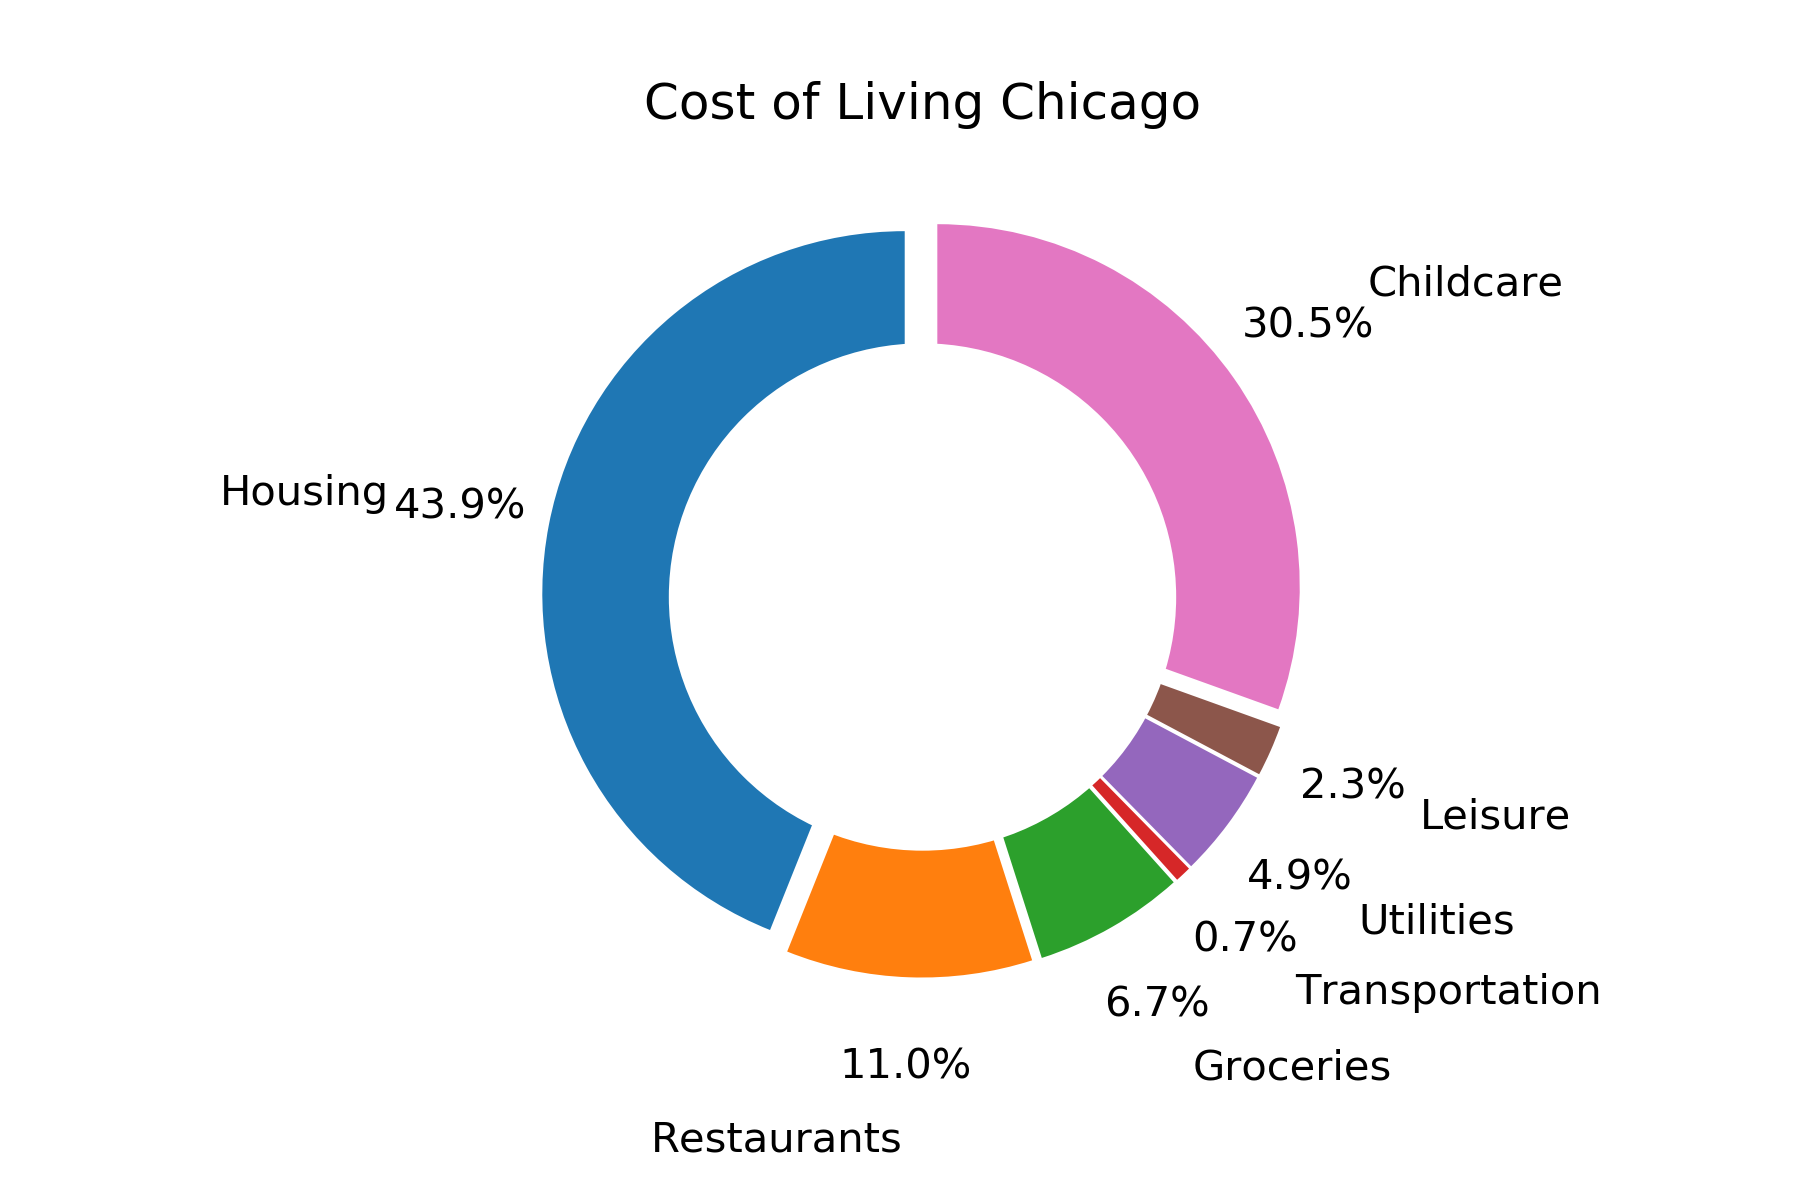 Cost of Living Chicago
Childcare
30.5%
Housing
43.9%
2.3%
Leisure
4.9%
Utilities
0.7%
Transportation
6.7%
Groceries
11.0%
Restaurants